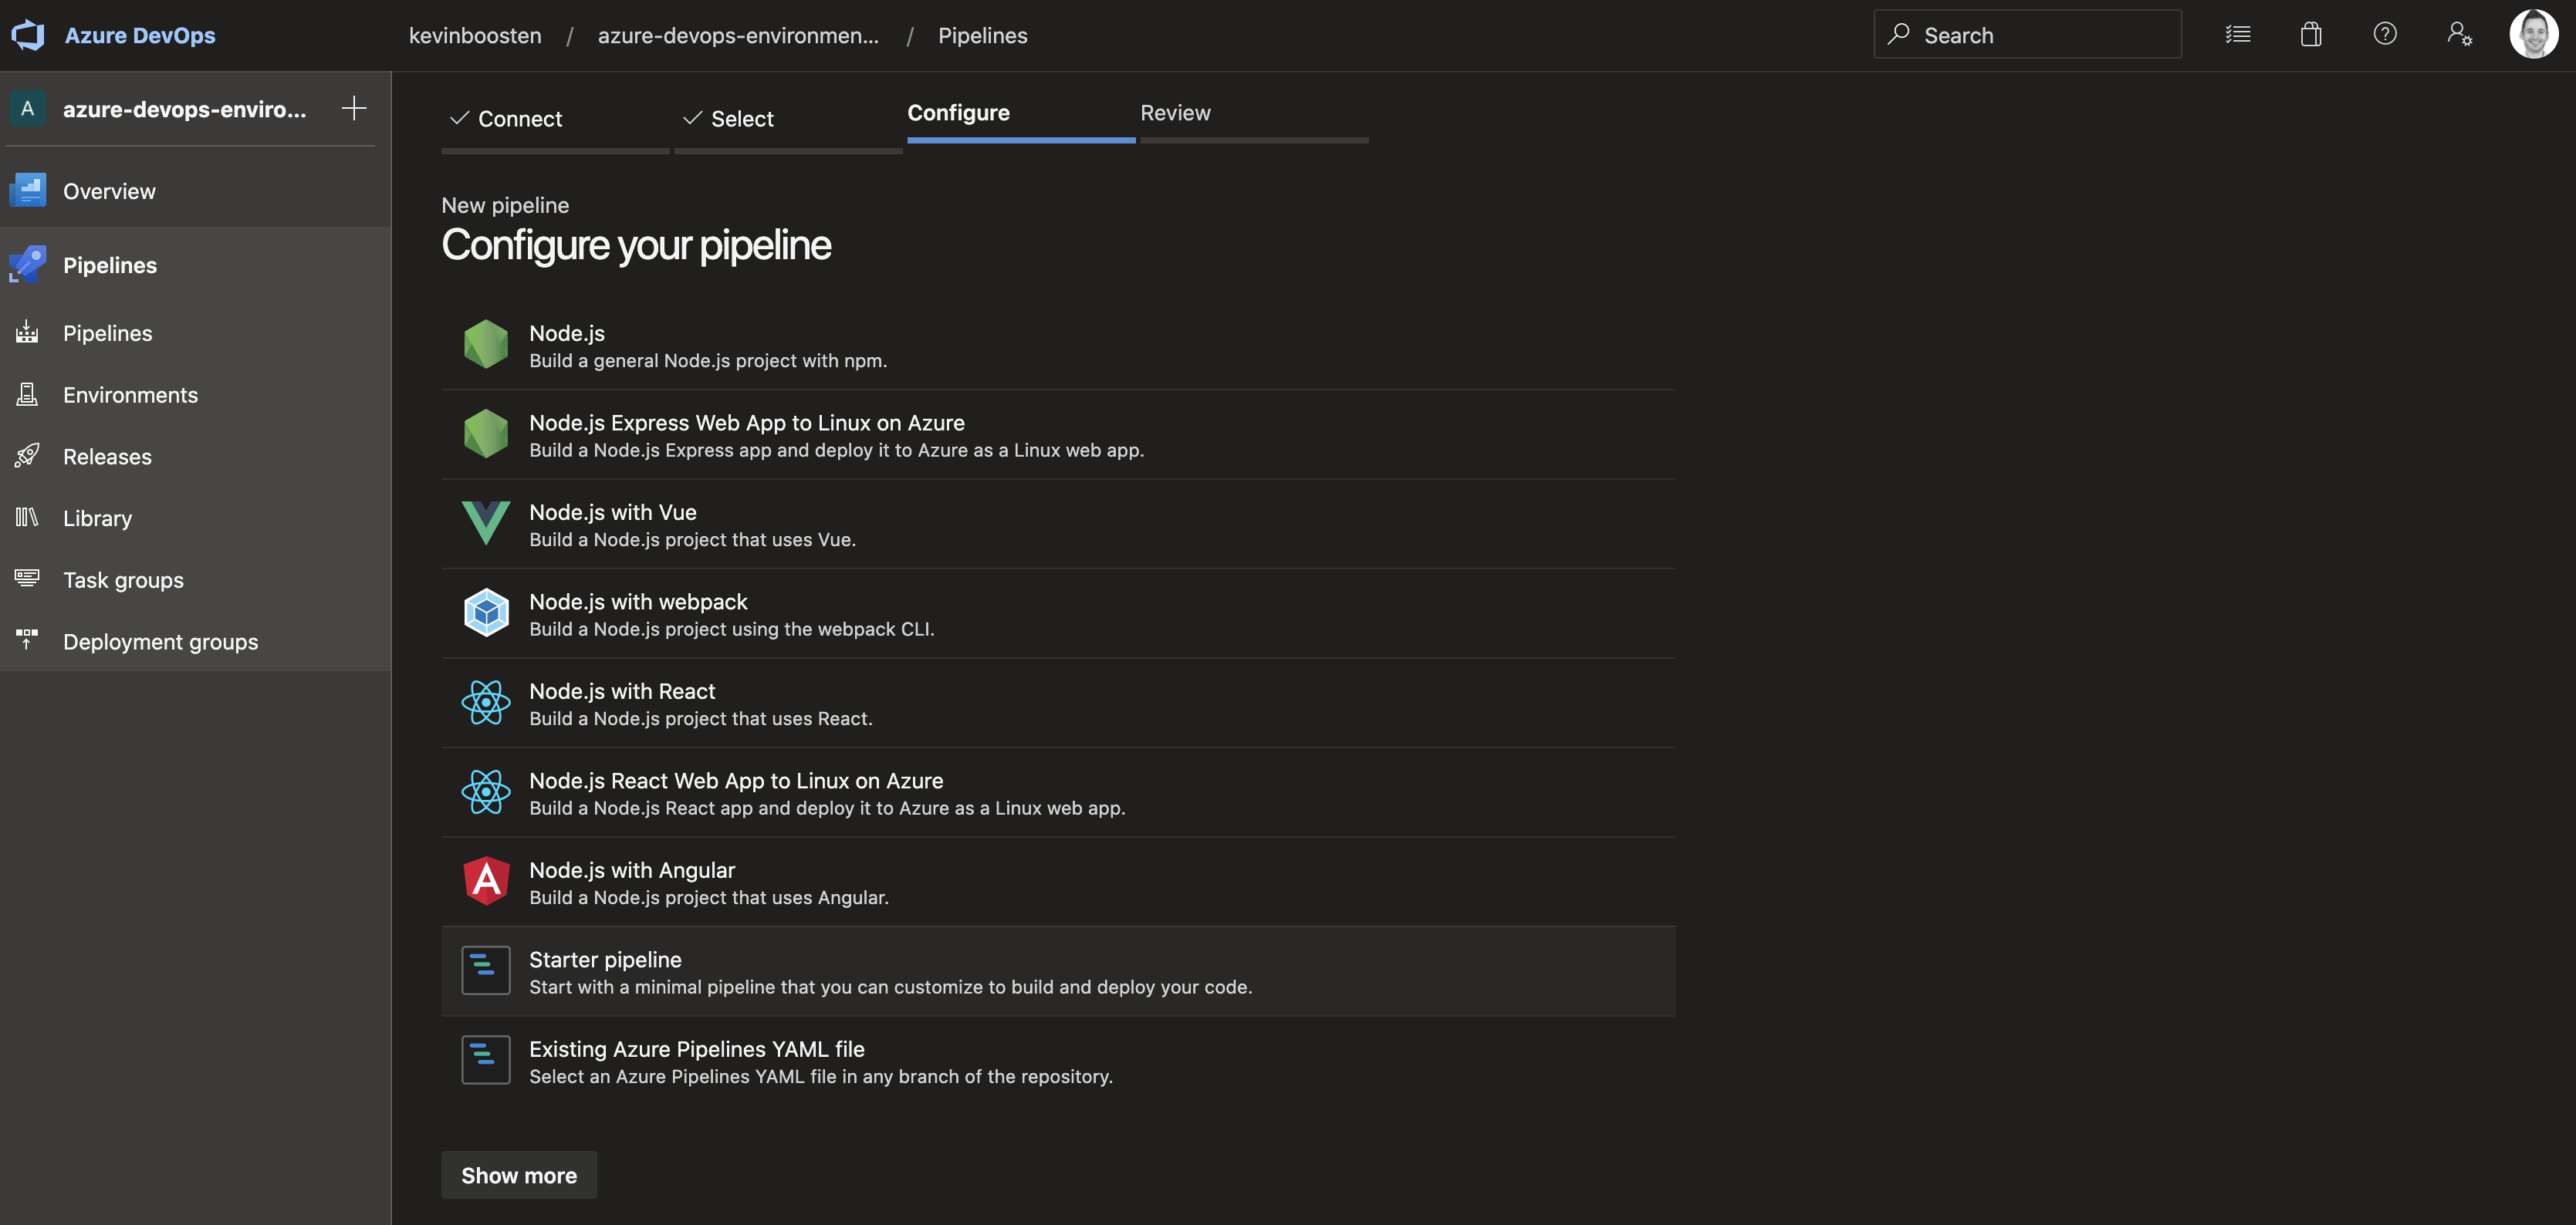 Azure DevOps
kevinboosten / azure-devops-environmen... / Pipelines
Search
A azure-devops-enviro...
Overview
Pipelines
Pipelines
Environments
Releases
Library
Task groups
Deployment groups
Connect
Select
Configure
Review
New pipeline
Configure your pipeline
Node.js
Build a general Node.js project with npm.
Node.js Express Web App to Linux on Azure
Build a Node.js Express app and deploy it to Azure as a Linux web app.
Node.js with Vue
Build a Node.js project that uses Vue.
Node.js with webpack
Build a Node.js project using the webpack CLI.
Node.js with React
Build a Node.js project that uses React.
Node.js React Web App to Linux on Azure
Build a Node.js React app and deploy it to Azure as a Linux web app.
Node.js with Angular
Build a Node.js project that uses Angular.
Starter pipeline
Start with a minimal pipeline that you can customize to build and deploy your code.
Existing Azure Pipelines YAML file
Select an Azure Pipelines YAML file in any branch of the repository.
Show more